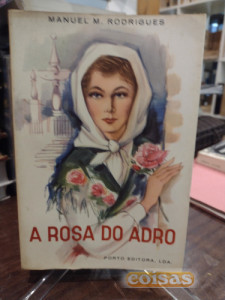 MANUEL M. RODRIGUES
A ROSA DO ADRO
PORTO EDITORA, LDA.
coisas